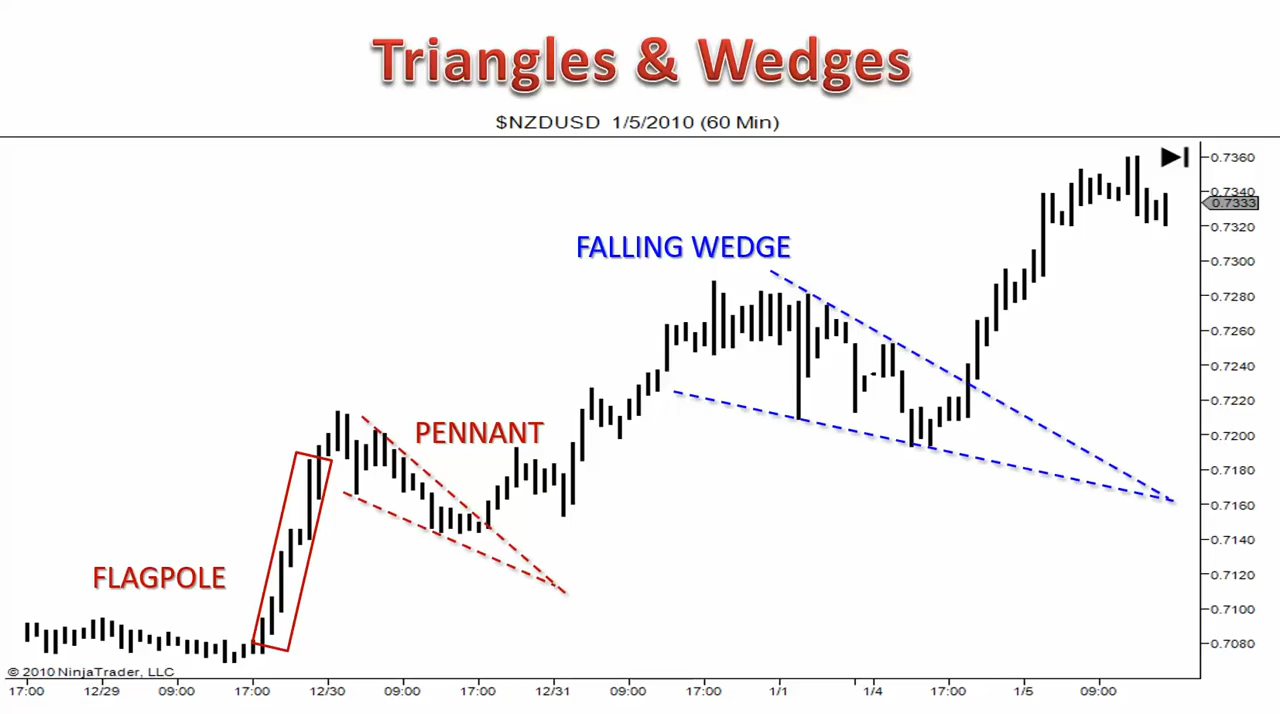 Triangles & Wedges
$NZDUSD 1/5/2010 (60 Min)
0.7360
0.7340
0.7333
0.7320
0.7300
FALLING WEDGE
0.7280
0.7260
0.7240
0.7220
PENNANT
0.7200
0.7180
0.7160
0.7140
FLAGPOLE
0.7120
0.7100
0.7080
© 2010 NinjaTrader, LLC
17:00 12/29 09:00 17:00 12/30 09:00 17:00 12/31 09:00 17:00 1/1 1/4 17:00 1/5 09:00